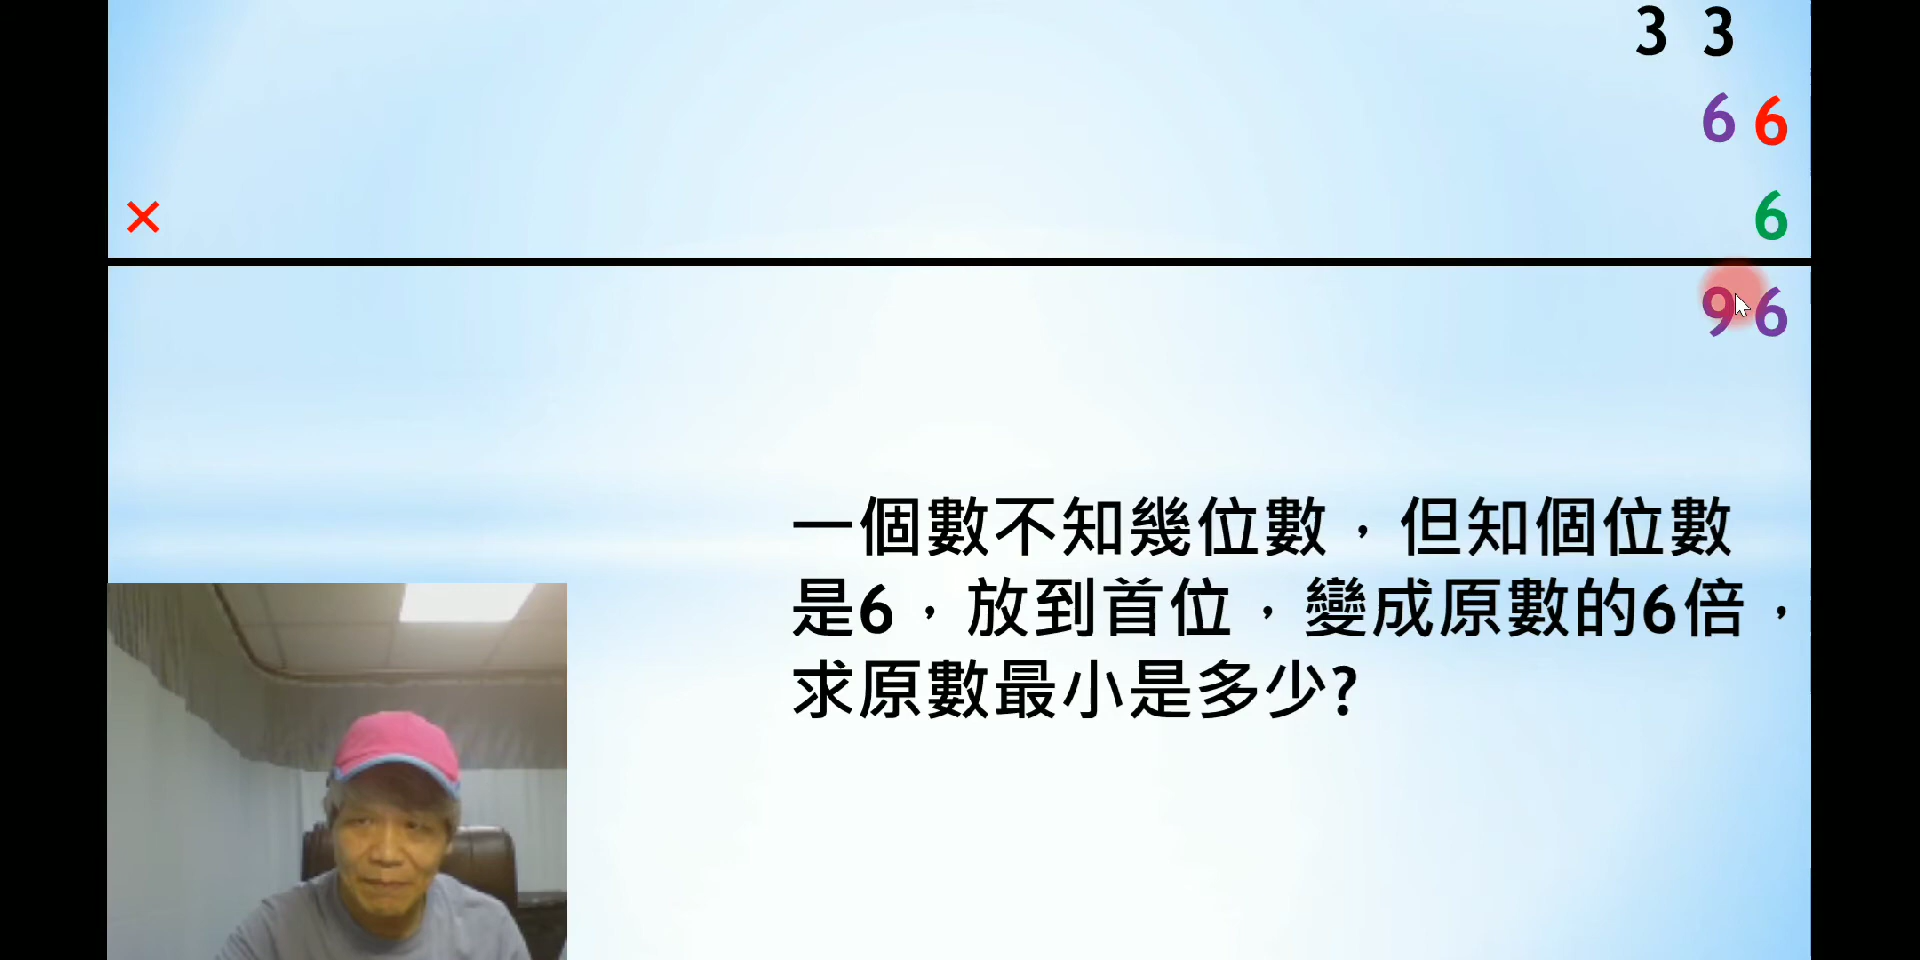 3 3
6 6
× 6
9 6
一個數不知幾位數，但知個位數
是6，放到首位，變成原數的6倍，
求原數最小是多少?